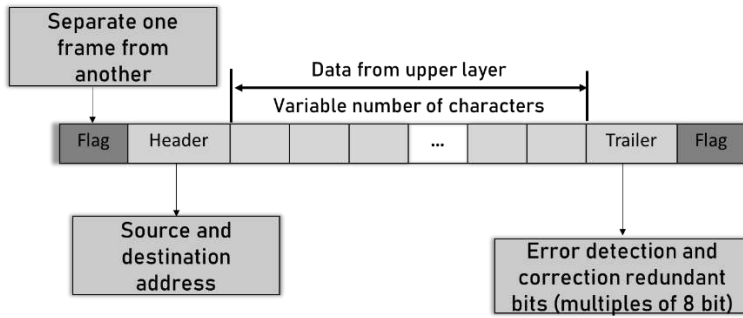 Separate one
frame from
another
Data from upper layer
Variable number of characters
Flag Header ... Trailer Flag
Source and
destination
address
Error detection and
correction redundant
bits (multiples of 8 bit)